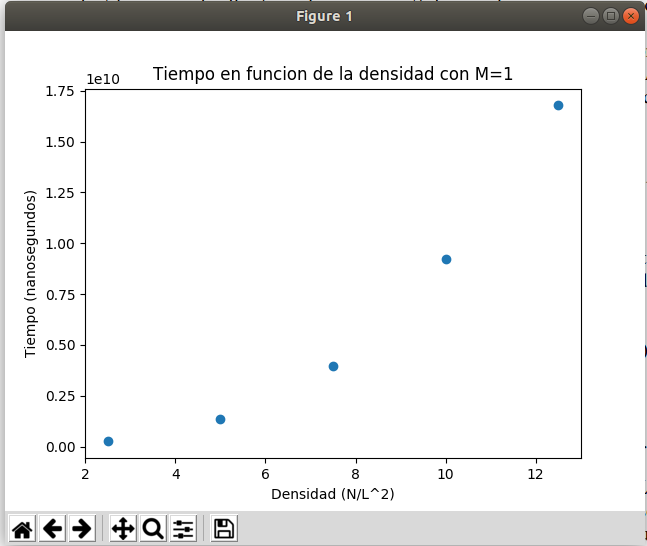 Figure 1
1e10
Tiempo en funcion de la densidad con M=1
1.75
1.50
1.25
1.00
0.75
0.50
0.25
0.00
Tiempo (nanosegundos)
2
4
6
8
10
12
Densidad (N/L^2)